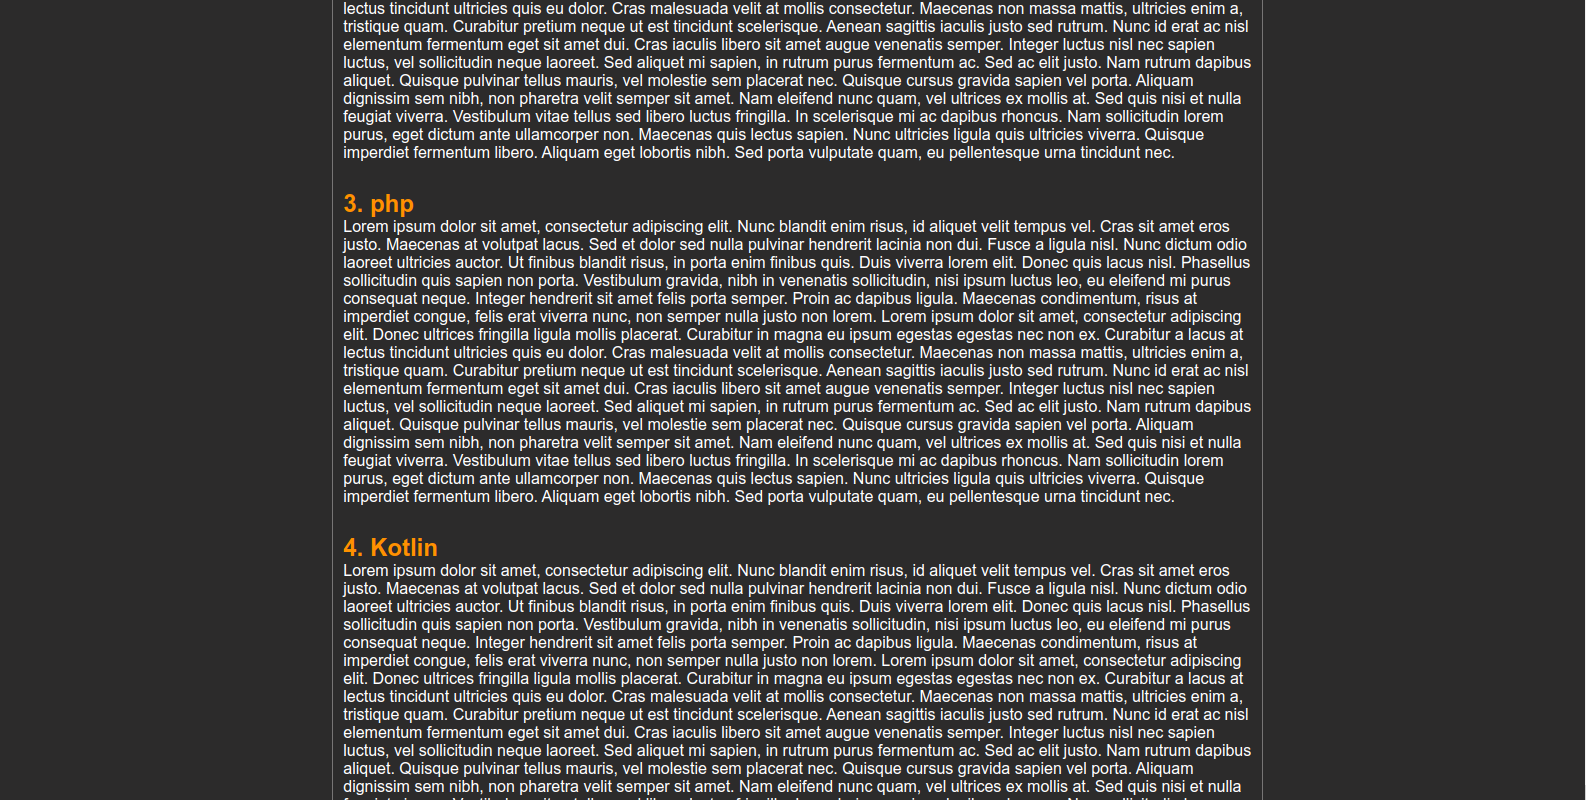 lectus tincidunt ultricies quis eu dolor. Cras malesuada velit at mollis consectetur. Maecenas non massa mattis, ultricies enim a,
tristique quam. Curabitur pretium neque ut est tincidunt scelerisque. Aenean sagittis iaculis justo sed rutrum. Nunc id erat ac nisl
elementum fermentum eget sit amet dui. Cras iaculis libero sit amet augue venenatis semper. Integer luctus nisl nec sapien
luctus, vel sollicitudin neque laoreet. Sed aliquet mi sapien, in rutrum purus fermentum ac. Sed ac elit justo. Nam rutrum dapibus
aliquet. Quisque pulvinar tellus mauris, vel molestie sem placerat nec. Quisque cursus gravida sapien vel porta. Aliquam
dignissim sem nibh, non pharetra velit semper sit amet. Nam eleifend nunc quam, vel ultrices ex mollis at. Sed quis nisi et nulla
feugiat viverra. Vestibulum vitae tellus sed libero luctus fringilla. In scelerisque mi ac dapibus rhoncus. Nam sollicitudin lorem
purus, eget dictum ante ullamcorper non. Maecenas quis lectus sapien. Nunc ultricies ligula quis ultricies viverra. Quisque
imperdiet fermentum libero. Aliquam eget lobortis nibh. Sed porta vulputate quam, eu pellentesque urna tincidunt nec.
3. php
Lorem ipsum dolor sit amet, consectetur adipiscing elit. Nunc blandit enim risus, id aliquet velit tempus vel. Cras sit amet eros
justo. Maecenas at volutpat lacus. Sed et dolor sed nulla pulvinar hendrerit lacinia non dui. Fusce a ligula nisl. Nunc dictum odio
laoreet ultricies auctor. Ut finibus blandit risus, in porta enim finibus quis. Duis viverra lorem elit. Donec quis lacus nisl. Phasellus
sollicitudin quis sapien non porta. Vestibulum gravida, nibh in venenatis sollicitudin, nisi ipsum luctus leo, eu eleifend mi purus
consequat neque. Integer hendrerit sit amet felis porta semper. Proin ac dapibus ligula. Maecenas condimentum, risus at
imperdiet congue, felis erat viverra nunc, non semper nulla justo non lorem. Lorem ipsum dolor sit amet, consectetur adipiscing
elit. Donec ultrices fringilla ligula mollis placerat. Curabitur in magna eu ipsum egestas egestas nec non ex. Curabitur a lacus at
lectus tincidunt ultricies quis eu dolor. Cras malesuada velit at mollis consectetur. Maecenas non massa mattis, ultricies enim a,
tristique quam. Curabitur pretium neque ut est tincidunt scelerisque. Aenean sagittis iaculis justo sed rutrum. Nunc id erat ac nisl
elementum fermentum eget sit amet dui. Cras iaculis libero sit amet augue venenatis semper. Integer luctus nisl nec sapien
luctus, vel sollicitudin neque laoreet. Sed aliquet mi sapien, in rutrum purus fermentum ac. Sed ac elit justo. Nam rutrum dapibus
aliquet. Quisque pulvinar tellus mauris, vel molestie sem placerat nec. Quisque cursus gravida sapien vel porta. Aliquam
dignissim sem nibh, non pharetra velit semper sit amet. Nam eleifend nunc quam, vel ultrices ex mollis at. Sed quis nisi et nulla
feugiat viverra. Vestibulum vitae tellus sed libero luctus fringilla. In scelerisque mi ac dapibus rhoncus. Nam sollicitudin lorem
purus, eget dictum ante ullamcorper non. Maecenas quis lectus sapien. Nunc ultricies ligula quis ultricies viverra. Quisque
imperdiet fermentum libero. Aliquam eget lobortis nibh. Sed porta vulputate quam, eu pellentesque urna tincidunt nec.
4. Kotlin
Lorem ipsum dolor sit amet, consectetur adipiscing elit. Nunc blandit enim risus, id aliquet velit tempus vel. Cras sit amet eros
justo. Maecenas at volutpat lacus. Sed et dolor sed nulla pulvinar hendrerit lacinia non dui. Fusce a ligula nisl. Nunc dictum odio
laoreet ultricies auctor. Ut finibus blandit risus, in porta enim finibus quis. Duis viverra lorem elit. Donec quis lacus nisl. Phasellus
sollicitudin quis sapien non porta. Vestibulum gravida, nibh in venenatis sollicitudin, nisi ipsum luctus leo, eu eleifend mi purus
consequat neque. Integer hendrerit sit amet felis porta semper. Proin ac dapibus ligula. Maecenas condimentum, risus at
imperdiet congue, felis erat viverra nunc, non semper nulla justo non lorem. Lorem ipsum dolor sit amet, consectetur adipiscing
elit. Donec ultrices fringilla ligula mollis placerat. Curabitur in magna eu ipsum egestas egestas nec non ex. Curabitur a lacus at
lectus tincidunt ultricies quis eu dolor. Cras malesuada velit at mollis consectetur. Maecenas non massa mattis, ultricies enim a,
tristique quam. Curabitur pretium neque ut est tincidunt scelerisque. Aenean sagittis iaculis justo sed rutrum. Nunc id erat ac nisl
elementum fermentum eget sit amet dui. Cras iaculis libero sit amet augue venenatis semper. Integer luctus nisl nec sapien
luctus, vel sollicitudin neque laoreet. Sed aliquet mi sapien, in rutrum purus fermentum ac. Sed ac elit justo. Nam rutrum dapibus
aliquet. Quisque pulvinar tellus mauris, vel molestie sem placerat nec. Quisque cursus gravida sapien vel porta. Aliquam
dignissim sem nibh, non pharetra velit semper sit amet. Nam eleifend nunc quam, vel ultrices ex mollis at. Sed quis nisi et nulla